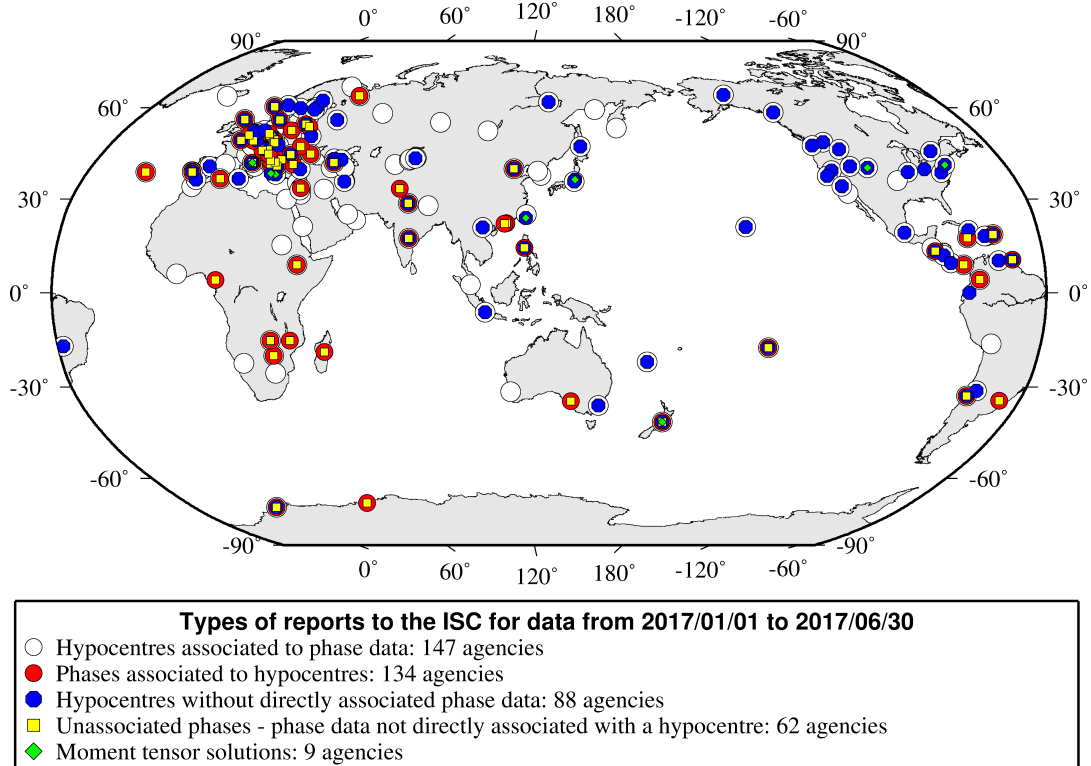 0° 60° 120° 180° -120° -60°
90° 90°
60° 60°
30° 30°
0° 0°
-30° -30°
-60° -60°
-90° -90°
0° 60° 120° 180° -120° -60°
Types of reports to the ISC for data from 2017/01/01 to 2017/06/30
Hypocentres associated to phase data: 147 agencies
Phases associated to hypocentres: 134 agencies
Hypocentres without directly associated phase data: 88 agencies
Unassociated phases - phase data not directly associated with a hypocentre: 62 agencies
Moment tensor solutions: 9 agencies